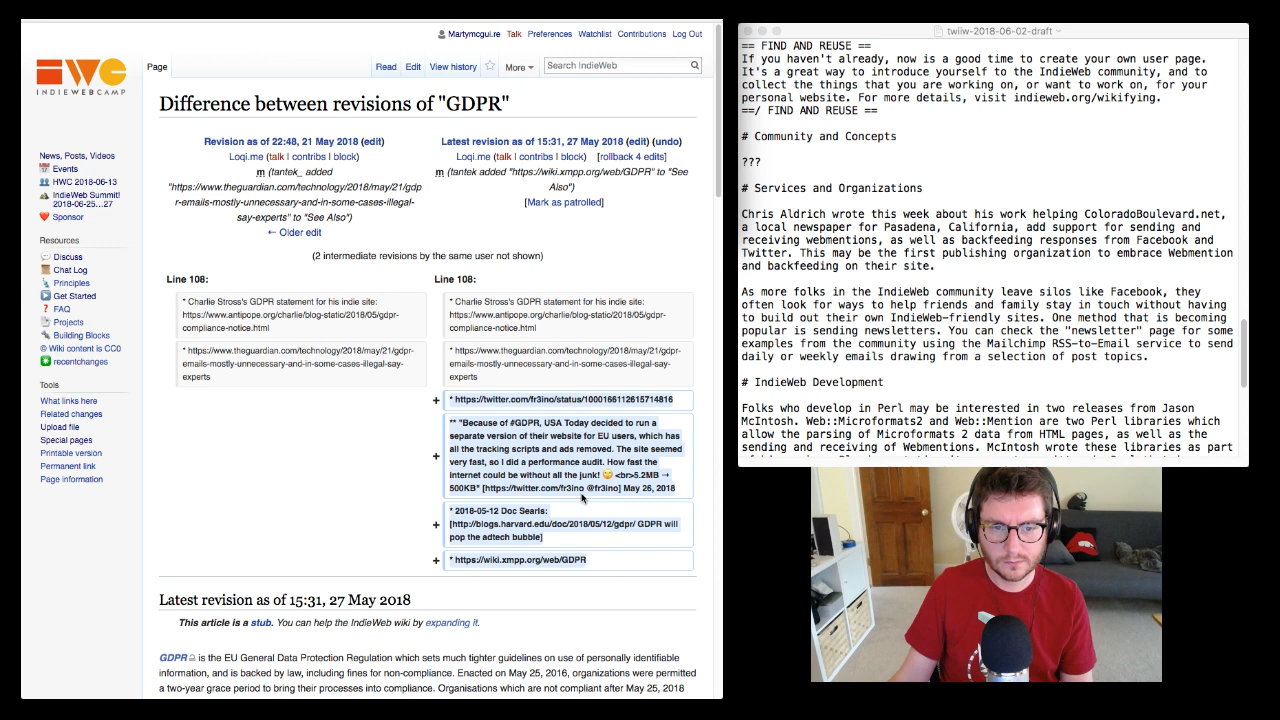 Martymcgui.re Talk Preferences Watchlist Contributions Log Out
Page
Read Edit View history More
Search IndieWeb
INDIEWEBCAMP
Difference between revisions of "GDPR"
Revision as of 22:48, 21 May 2018 (edit)
Loqi.me (talk | contribs | block)
m (tantek_ added
"https://www.theguardian.com/technology/2018/may/21/gdp
r-emails-mostly-unnecessary-and-in-some-cases-illegal-
say-experts" to "See Also")
← Older edit
Latest revision as of 15:31, 27 May 2018 (edit) (undo)
Loqi.me (talk | contribs | block) [rollback 4 edits]
m (tantek added "https://wiki.xmpp.org/web/GDPR" to "See
Also")
[Mark as patrolled]
(2 intermediate revisions by the same user not shown)
Line 108:
* Charlie Stross's GDPR statement for his indie site:
https://www.antipope.org/charlie/blog-static/2018/05/gdpr-
compliance-notice.html
* https://www.theguardian.com/technology/2018/may/21/gdpr-
emails-mostly-unnecessary-and-in-some-cases-illegal-say-
experts
Line 108:
* Charlie Stross's GDPR statement for his indie site:
https://www.antipope.org/charlie/blog-static/2018/05/gdpr-
compliance-notice.html
* https://www.theguardian.com/technology/2018/may/21/gdpr-
emails-mostly-unnecessary-and-in-some-cases-illegal-say-
experts
+ * https://twitter.com/fr3ino/status/1000166112615714816
+ ** "Because of #GDPR, USA Today decided to run a
separate version of their website for EU users, which has
all the tracking scripts and ads removed. The site seemed
very fast, so I did a performance audit. How fast the
internet could be without all the junk! 🙄 <br>5.2MB →
500KB" [https://twitter.com/fr3ino @fr3ino] May 26, 2018
+ * 2018-05-12 Doc Searls:
[http://blogs.harvard.edu/doc/2018/05/12/gdpr/ GDPR will
pop the adtech bubble]
+ * https://wiki.xmpp.org/web/GDPR
Latest revision as of 15:31, 27 May 2018
This article is a stub. You can help the IndieWeb wiki by expanding it.
GDPR is the EU General Data Protection Regulation which sets much tighter guidelines on use of personally identifiable
information, and is backed by law, including fines for non-compliance. Enacted on May 25, 2016, organizations were permitted
a two-year grace period to bring their processes into compliance. Organisations which are not compliant after May 25, 2018
News, Posts, Videos
Events
HWC 2018-06-13
IndieWeb Summit!
2018-06-25...27
Sponsor
Resources
Discuss
Chat Log
Principles
Get Started
FAQ
Projects
Building Blocks
© Wiki content is CC0
recentchanges
Tools
What links here
Related changes
Upload file
Special pages
Printable version
Permanent link
Page information
twiiw-2018-06-02-draft
== FIND AND REUSE ==
If you haven't already, now is a good time to create your own user page.
It's a great way to introduce yourself to the IndieWeb community, and to
collect the things that you are working on, or want to work on, for your
personal website. For more details, visit indieweb.org/wikifying.
==/ FIND AND REUSE ==
# Community and Concepts
???
# Services and Organizations
Chris Aldrich wrote this week about his work helping ColoradoBoulevard.net,
a local newspaper for Pasadena, California, add support for sending and
receiving webmentions, as well as backfeeding responses from Facebook and
Twitter. This may be the first publishing organization to embrace Webmention
and backfeeding on their site.
As more folks in the IndieWeb community leave silos like Facebook, they
often look for ways to help friends and family stay in touch without having
to build out their own IndieWeb-friendly sites. One method that is becoming
popular is sending newsletters. You can check the "newsletter" page for some
examples from the community using the Mailchimp RSS-to-Email service to send
daily or weekly emails drawing from a selection of post topics.
# IndieWeb Development
Folks who develop in Perl may be interested in two releases from Jason
McIntosh. Web::Microformats2 and Web::Mention are two Perl libraries which
allow the parsing of Microformats 2 data from HTML pages, as well as the
sending and receiving of Webmentions. McIntosh wrote these libraries as part